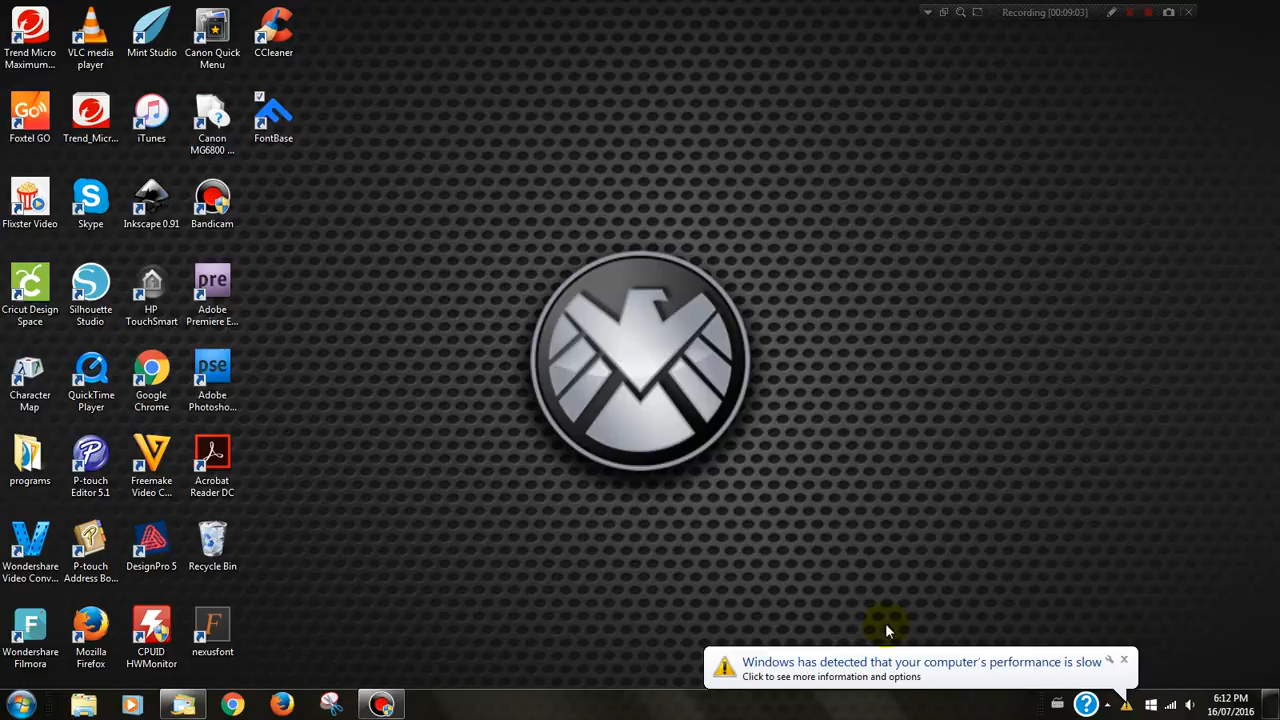 Recording [00:09:03]
Trend Micro
Maximum...
VLC media
player
Mint Studio
Canon Quick
Menu
CCleaner
Go
Foxtel GO
Trend_Micr...
iTunes
Canon
MG6800 ...
FontBase
Flixster Video
Skype
Inkscape 0.91
Bandicam
Cricut Design
Space
Silhouette
Studio
HP
TouchSmart
pre
Adobe
Premiere E...
Character
Map
QuickTime
Player
Google
Chrome
pse
Adobe
Photosho...
programs
P-touch
Editor 5.1
Freemake
Video C...
Acrobat
Reader DC
Wondershare
Video Conv...
P-touch
Address Bo...
DesignPro 5
Recycle Bin
Wondershare
Filmora
Mozilla
Firefox
CPUID
HWMonitor
nexusfont
Windows has detected that your computer's performance is slow
Click to see more information and options
6:12 PM
16/07/2016